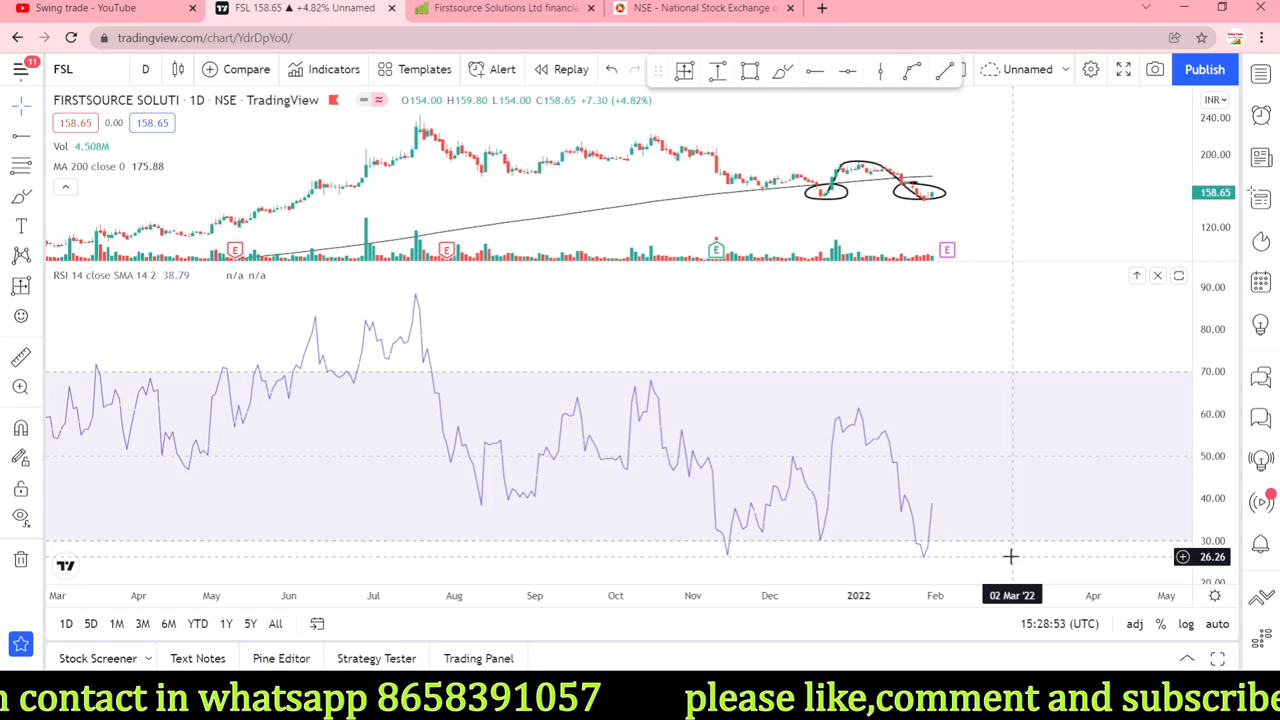 Swing trade - YouTube
FSL 158.65 ▲ +4.82% Unnamed
Firstsource Solutions Ltd financia
NSE - National Stock Exchange o
tradingview.com/chart/YdrDpYo0/
11
FSL
D
Compare
Indicators
Templates
Alert
Replay
Unnamed
Publish
FIRSTSOURCE SOLUTI · 1D · NSE · TradingView
O154.00 H159.80 L154.00 C158.65 +7.30 (+4.82%)
INR
158.65
0.00
158.65
Vol 4.508M
MA 200 close 0 175.88
240.00
200.00
158.65
120.00
E
E
E
E
RSI 14 close SMA 14 2 38.79 n/a n/a
90.00
80.00
70.00
60.00
50.00
40.00
30.00
26.26
20.00
Mar
Apr
May
Jun
Jul
Aug
Sep
Oct
Nov
Dec
2022
Feb
02 Mar '22
Apr
May
1D
5D
1M
3M
6M
YTD
1Y
5Y
All
15:28:53 (UTC)
adj
%
log
auto
Stock Screener
Text Notes
Pine Editor
Strategy Tester
Trading Panel
n contact in whatsapp 8658391057 please like,comment and subscribe